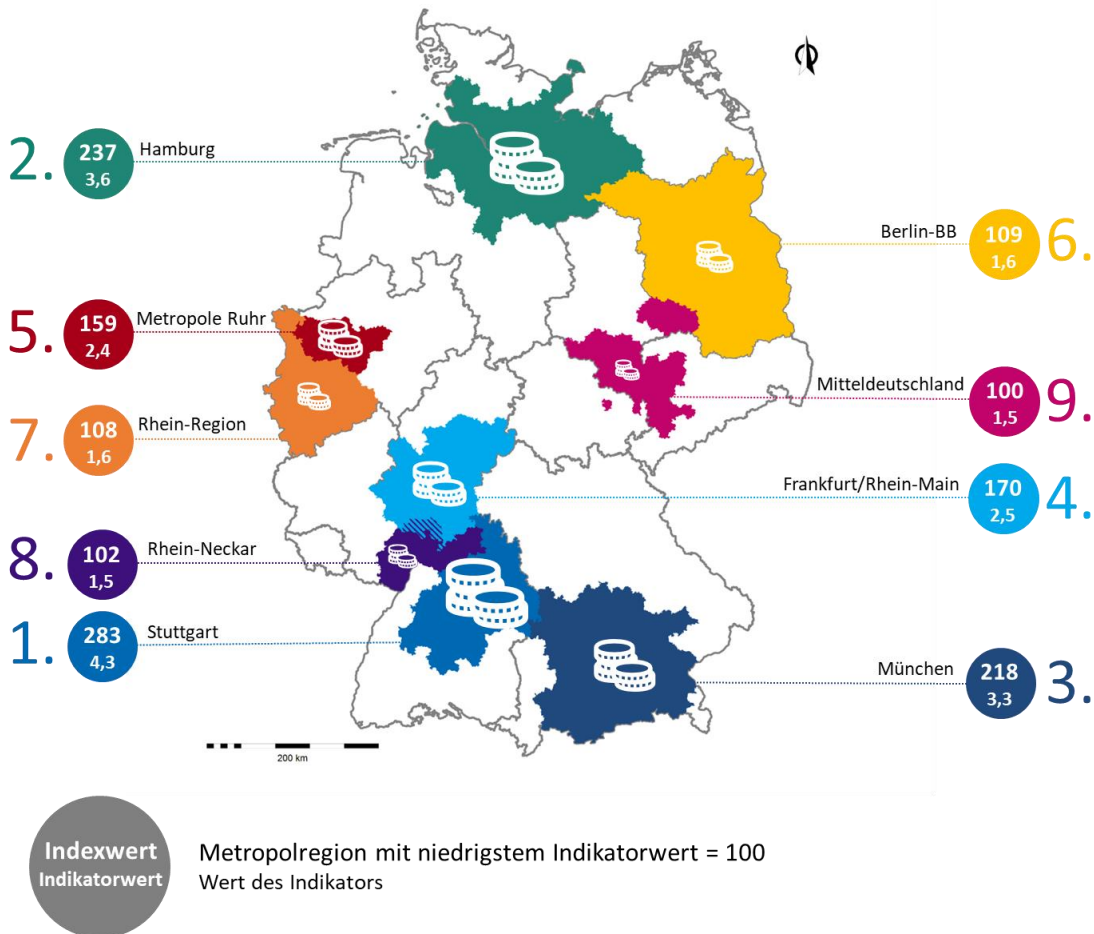 2.
237
3,6
Hamburg
Berlin-BB
109
1,6
6.
5.
159
2,4
Metropole Ruhr
Mitteldeutschland
100
1,5
9.
7.
108
1,6
Rhein-Region
Frankfurt/Rhein-Main
170
2,5
4.
8.
102
1,5
Rhein-Neckar
1.
283
4,3
Stuttgart
München
218
3,3
3.
200 km
Indexwert
Indikatorwert
Metropolregion mit niedrigstem Indikatorwert = 100
Wert des Indikators